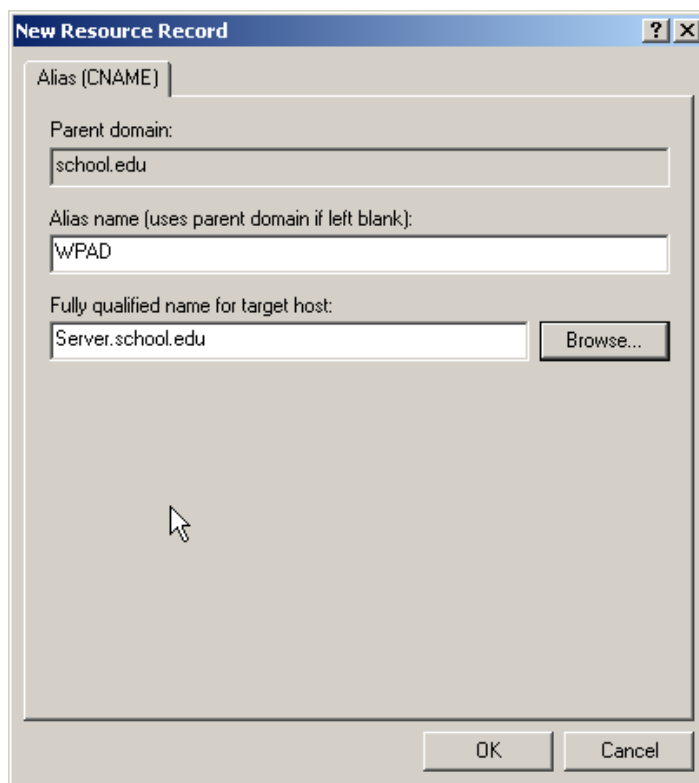 New Resource Record
Alias (CNAME)
Parent domain:
school.edu
Alias name (uses parent domain if left blank):
WPAD
Fully qualified name for target host:
Server.school.edu
Browse...
OK
Cancel